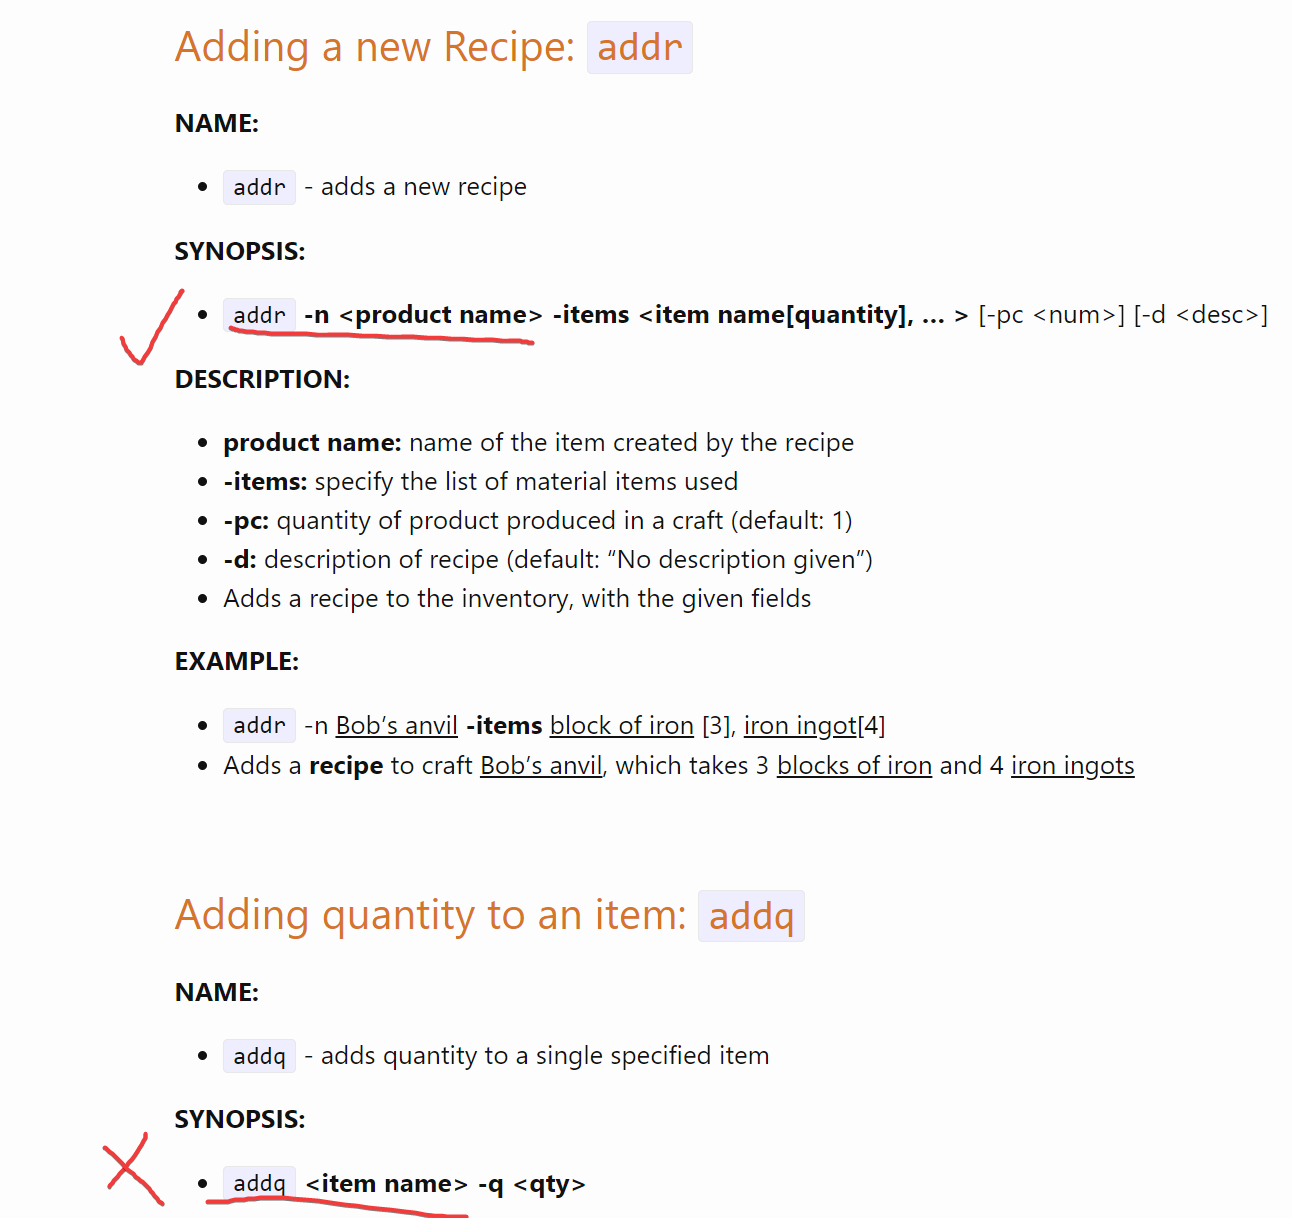 Adding a new Recipe: addr
NAME:
addr - adds a new recipe
SYNOPSIS:
addr -n <product name> -items <item name[quantity], ... > [-pc <num>] [-d <desc>]
DESCRIPTION:
product name: name of the item created by the recipe
-items: specify the list of material items used
-pc: quantity of product produced in a craft (default: 1)
-d: description of recipe (default: “No description given”)
Adds a recipe to the inventory, with the given fields
EXAMPLE:
addr -n Bob’s anvil -items block of iron [3], iron ingot[4]
Adds a recipe to craft Bob’s anvil, which takes 3 blocks of iron and 4 iron ingots
Adding quantity to an item: addq
NAME:
addq - adds quantity to a single specified item
SYNOPSIS:
addq <item name> -q <qty>